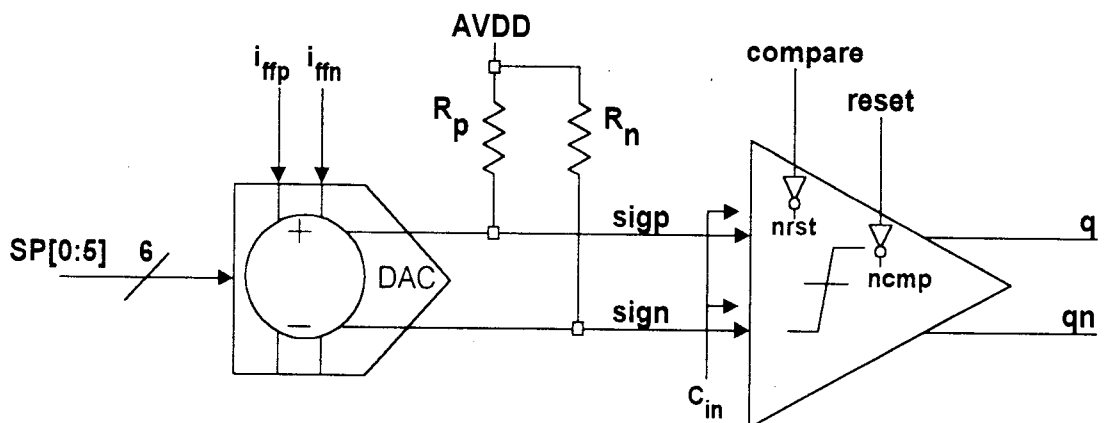 AVDD
i_ffp i_ffn
compare
reset
R_p
R_n
sigp
nrst
q
SP[0:5] 6
+
DAC
ncmp
−
sign
qn
C_in